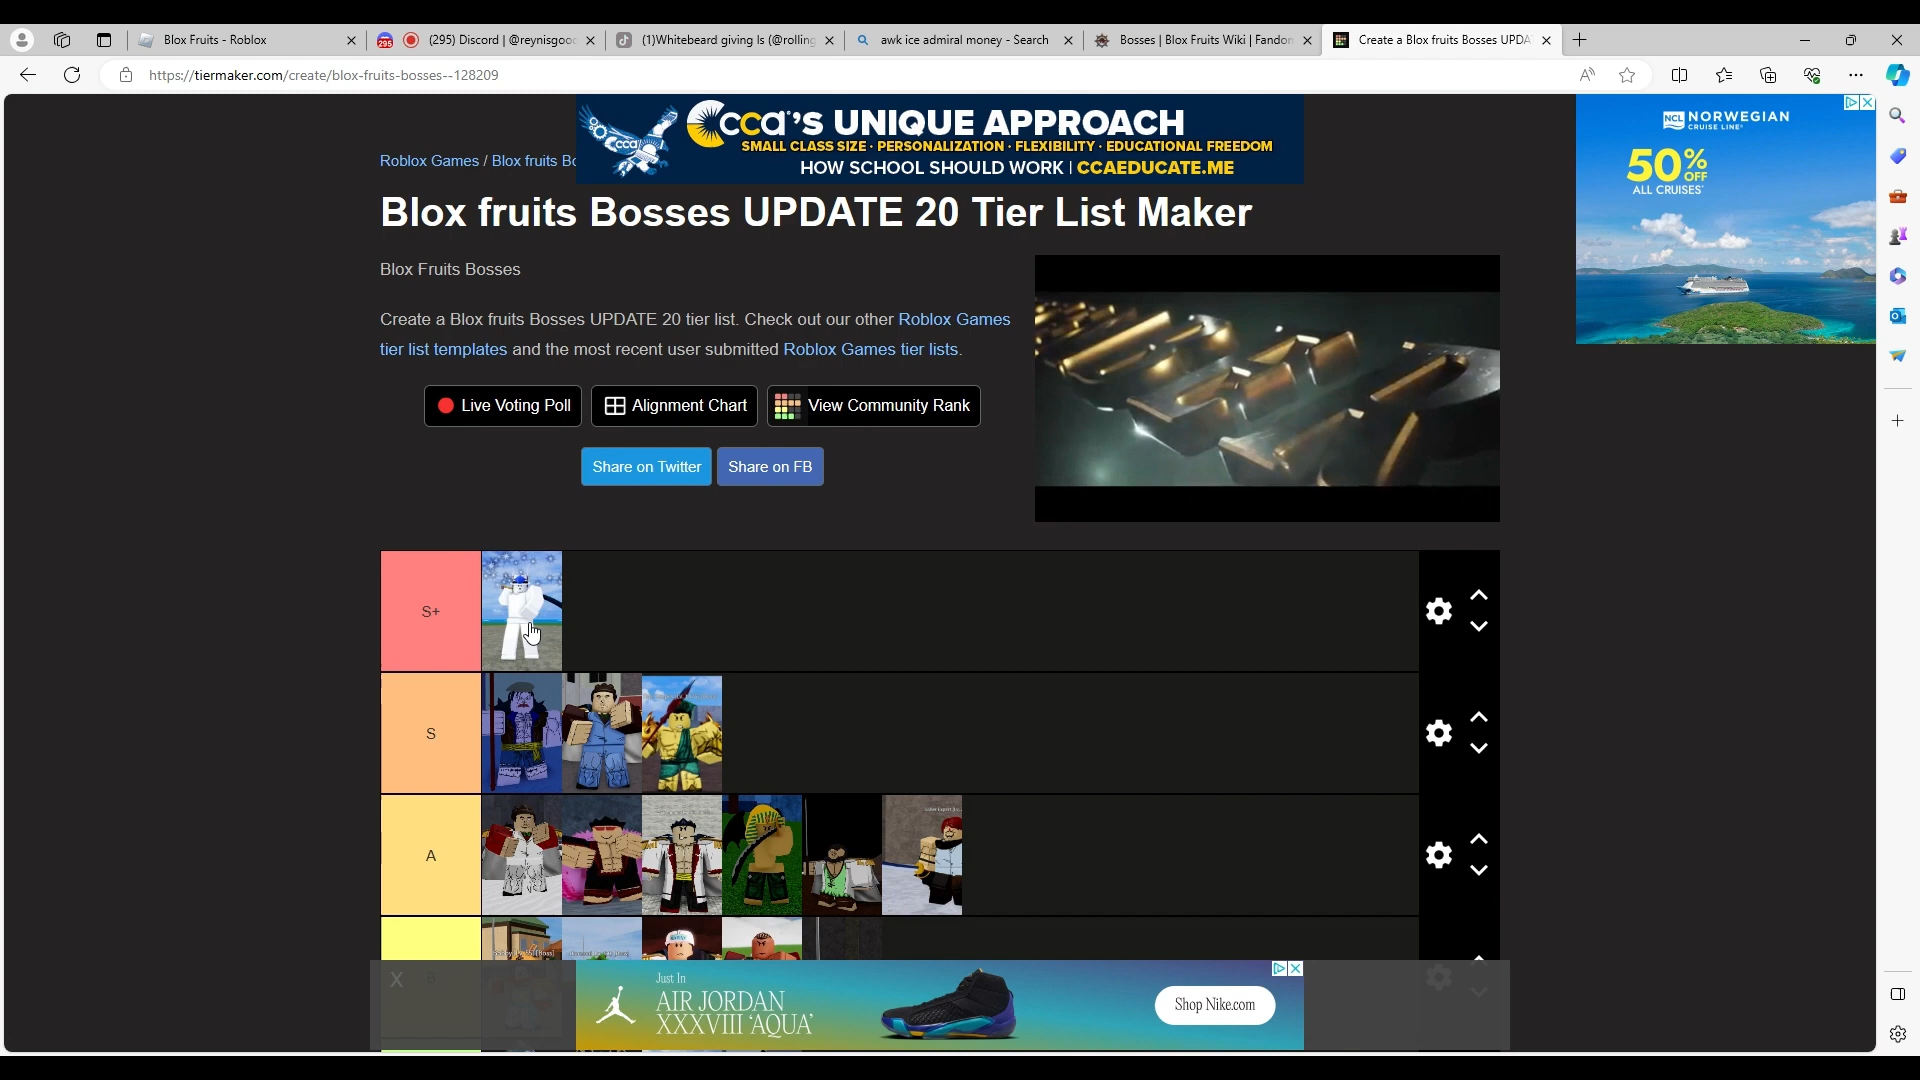 Blox Fruits - Roblox
295
(295) Discord | @reynisgood
(1)Whitebeard giving ls (@rolling
awk ice admiral money - Search
Bosses | Blox Fruits Wiki | Fandon
Create a Blox fruits Bosses UPDA
https://tiermaker.com/create/blox-fruits-bosses--128209
cca
cca's UNIQUE APPROACH
SMALL CLASS SIZE · PERSONALIZATION · FLEXIBILITY · EDUCATIONAL FREEDOM
HOW SCHOOL SHOULD WORK | CCAEDUCATE.ME
NCL NORWEGIAN
CRUISE LINE®
50% OFF
ALL CRUISES*
Roblox Games / Blox fruits Bo
Blox fruits Bosses UPDATE 20 Tier List Maker
Blox Fruits Bosses
Create a Blox fruits Bosses UPDATE 20 tier list. Check out our other Roblox Games
tier list templates and the most recent user submitted Roblox Games tier lists.
Live Voting Poll
Alignment Chart
View Community Rank
Share on Twitter
Share on FB
S+
S
A
B
X
Just In
AIR JORDAN
XXXVIII 'AQUA'
Shop Nike.com